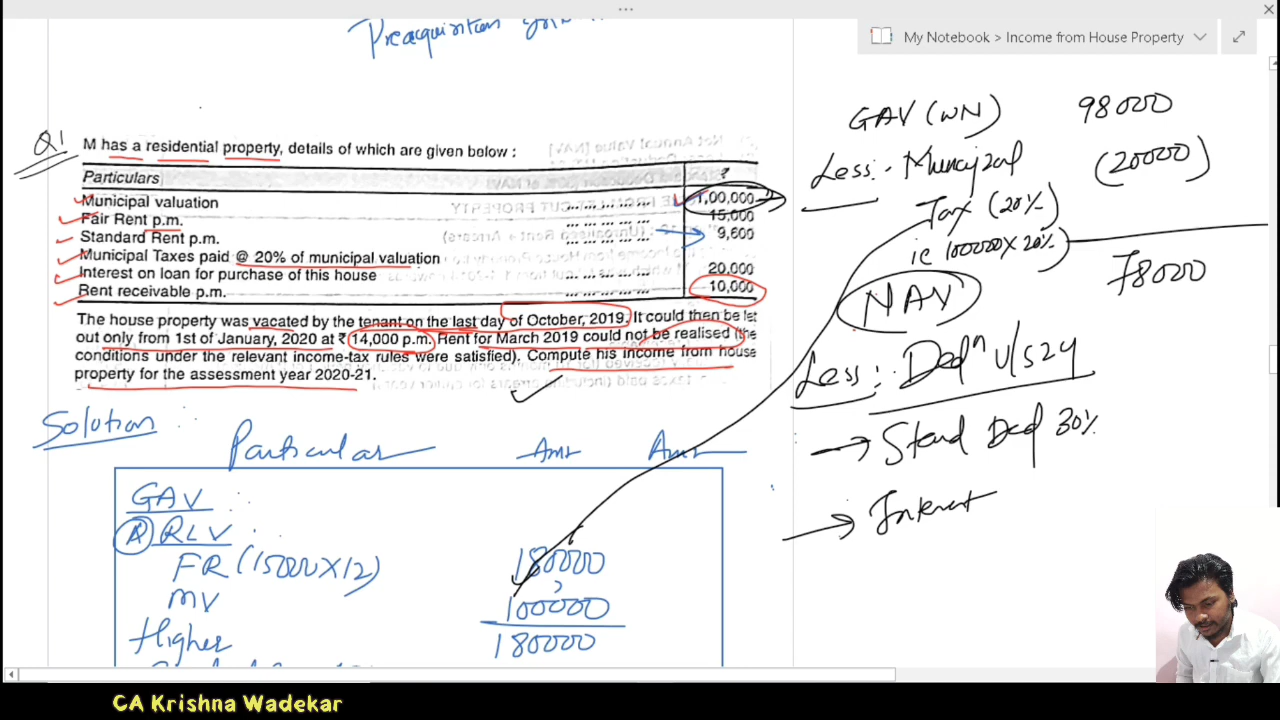 Preacquisition
My Notebook > Income from House Property
Q1
M has a residential property, details of which are given below :
Particulars ₹
Municipal valuation ... ... ... ... ... 1,00,000
Fair Rent p.m. ... ... ... ... ... 15,000
Standard Rent p.m. ... ... ... ... ... 9,600
Municipal Taxes paid @ 20% of municipal valuation
Interest on loan for purchase of this house ... ... ... ... ... 20,000
Rent receivable p.m. ... ... ... ... ... 10,000
The house property was vacated by the tenant on the last day of October, 2019. It could then be let
out only from 1st of January, 2020 at ₹ 14,000 p.m. Rent for March 2019 could not be realised (the
conditions under the relevant income-tax rules were satisfied). Compute his income from house
property for the assessment year 2020-21.
Solution :
Particular Amt Amt
GAV :
(A) RLV :
FR (15000X12) 180000
MV 100000
Higher 180000
GAV (WN) 98000
Less :- Municipal (20000)
Tax (20%)
ie 100000X20%)
NAV 78000
Less : Dedn U/S 24
→ Stand Ded 30%
→ Interest
CA Krishna Wadekar